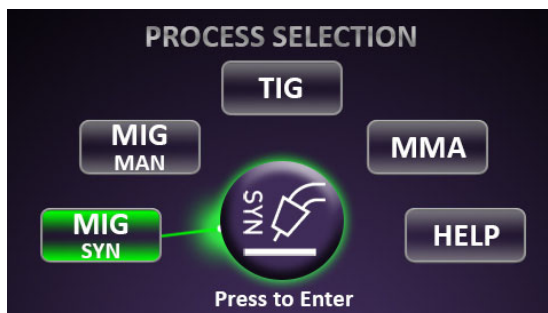 PROCESS SELECTION
TIG
MIG
MAN
MMA
MIG
SYN
SYN
HELP
Press to Enter